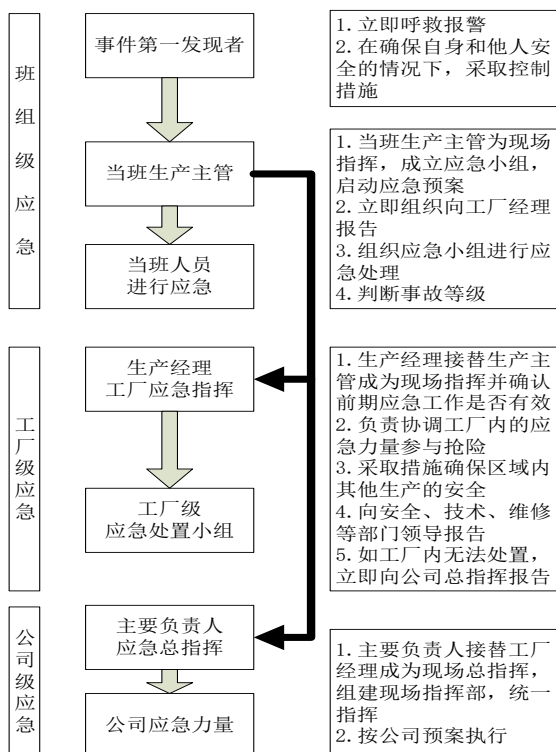 班
组
级
应
急
事件第一发现者
当班生产主管
当班人员
进行应急
1. 立即呼救报警
2. 在确保自身和他人安
全的情况下，采取控制
措施
1. 当班生产主管为现场
指挥，成立应急小组，
启动应急预案
2. 立即组织向工厂经理
报告
3. 组织应急小组进行应
急处理
4. 判断事故等级
工
厂
级
应
急
生产经理
工厂应急指挥
工厂级
应急处置小组
1. 生产经理接替生产主
管成为现场指挥并确认
前期应急工作是否有效
2. 负责协调工厂内的应
急力量参与抢险
3. 采取措施确保区域内
其他生产的安全
4. 向安全、技术、维修
等部门领导报告
5. 如工厂内无法处置，
立即向公司总指挥报告
公
司
级
应
急
主要负责人
应急总指挥
公司应急力量
1. 主要负责人接替工厂
经理成为现场总指挥，
组建现场指挥部，统一
指挥
2. 按公司预案执行